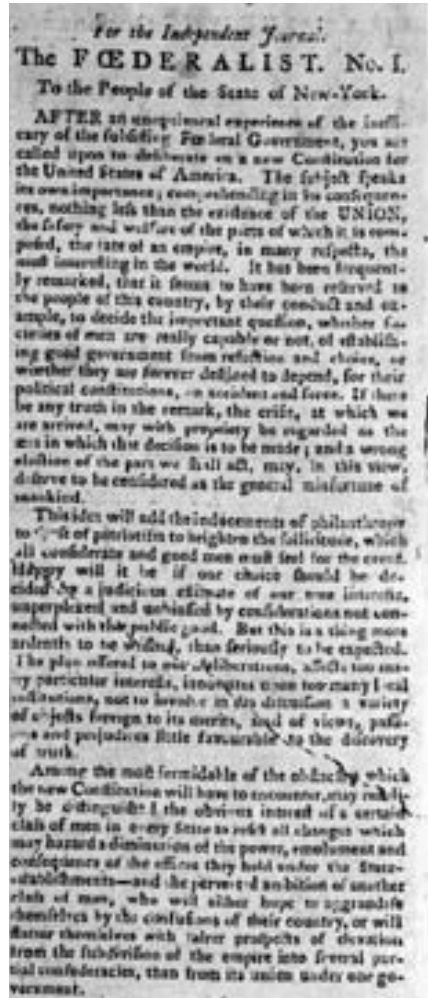 For the Independent Journal.
The FŒDERALIST. No. I.
To the People of the State of New-York.
AFTER an unequivocal experience of the ineffi-
cacy of the subsisting Fœderal Government, you are
called upon to deliberate on a new Constitution for
the United States of America. The subject speaks
its own importance; comprehending in its consequen-
ces, nothing less than the existence of the UNION,
the safety and welfare of the parts of which it is com-
posed, the fate of an empire, in many respects, the
most interesting in the world. It has been frequent-
ly remarked, that it seems to have been reserved to
the people of this country, by their conduct and ex-
ample, to decide the important question, whether so-
cieties of men are really capable or not, of establish-
ing good government from reflection and choice, or
whether they are forever destined to depend, for their
political constitutions, on accident and force. If there
be any truth in the remark, the crisis, at which we
are arrived, may with propriety be regarded as the
æra in which that decision is to be made; and a wrong
election of the part we shall act, may, in this view,
deserve to be considered as the general misfortune of
mankind.
This idea will add the inducements of philanthropy
to those of patriotism to heighten the sollicitude, which
all considerate and good men must feel for the event.
Happy will it be if our choice should be de-
cided by a judicious estimate of our true interests,
unperplexed and unbiassed by considerations not con-
nected with the public good. But this is a thing more
ardently to be wished, than seriously to be expected.
The plan offered to our deliberations, affects too ma-
ny particular interests, innovates upon too many local
institutions, not to involve in its discussion a variety
of objects foreign to its merits, and of views, passi-
ons and prejudices little favourable to the discovery
of truth.
Among the most formidable of the obstacles which
the new Constitution will have to encounter, may readi-
ly be distinguished the obvious interest of a certain
class of men in every State to resist all changes which
may hazard a diminution of the power, emolument and
consequence of the offices they hold under the State-
establishments—and the perverted ambition of another
class of men, who will either hope to aggrandise
themselves by the confusions of their country, or will
flatter themselves with fairer prospects of elevation
from the subdivision of the empire into several par-
tial confederacies, than from its union under one go-
vernment.